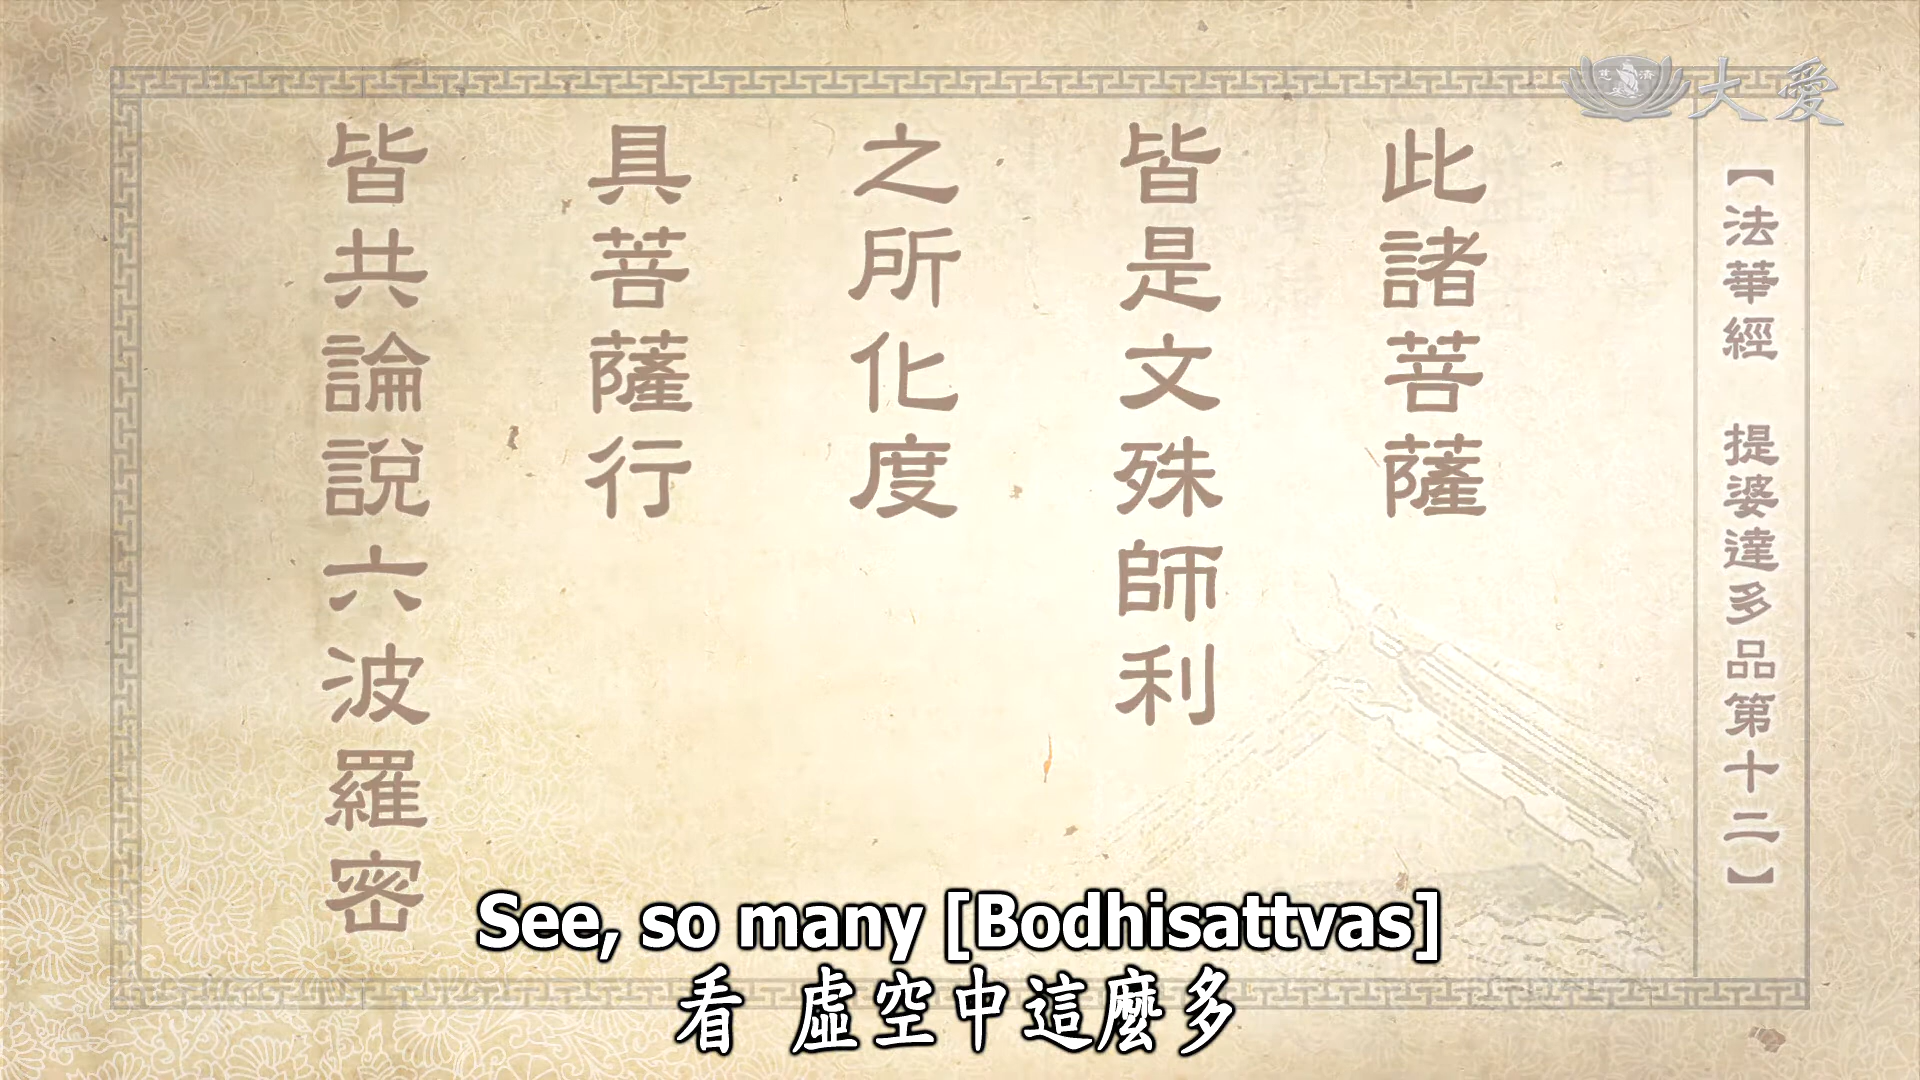 大愛
慈濟
【法華經 提婆達多品第十二】
此諸菩薩
皆是文殊師利
之所化度
具菩薩行
皆共論說六波羅密
See, so many [Bodhisattvas]
看 虛空中這麼多